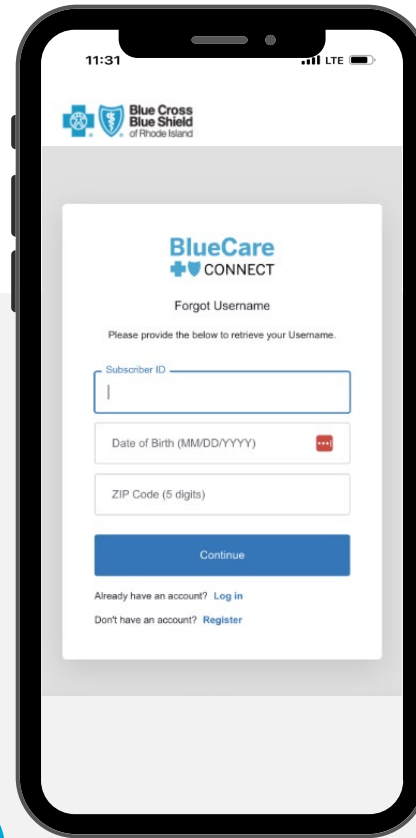 11:31 LTE
Blue Cross
Blue Shield
of Rhode Island
BlueCare
CONNECT
Forgot Username
Please provide the below to retrieve your Username.
Subscriber ID
Date of Birth (MM/DD/YYYY)
ZIP Code (5 digits)
Continue
Already have an account? Log in
Don't have an account? Register